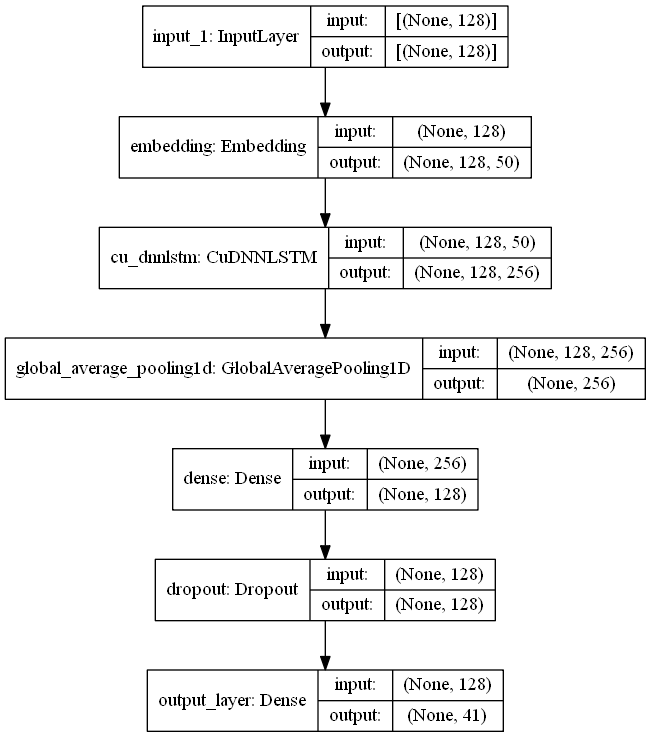 input_1: InputLayer
input: [(None, 128)]
output: [(None, 128)]
embedding: Embedding
input: (None, 128)
output: (None, 128, 50)
cu_dnnlstm: CuDNNLSTM
input: (None, 128, 50)
output: (None, 128, 256)
global_average_pooling1d: GlobalAveragePooling1D
input: (None, 128, 256)
output: (None, 256)
dense: Dense
input: (None, 256)
output: (None, 128)
dropout: Dropout
input: (None, 128)
output: (None, 128)
output_layer: Dense
input: (None, 128)
output: (None, 41)